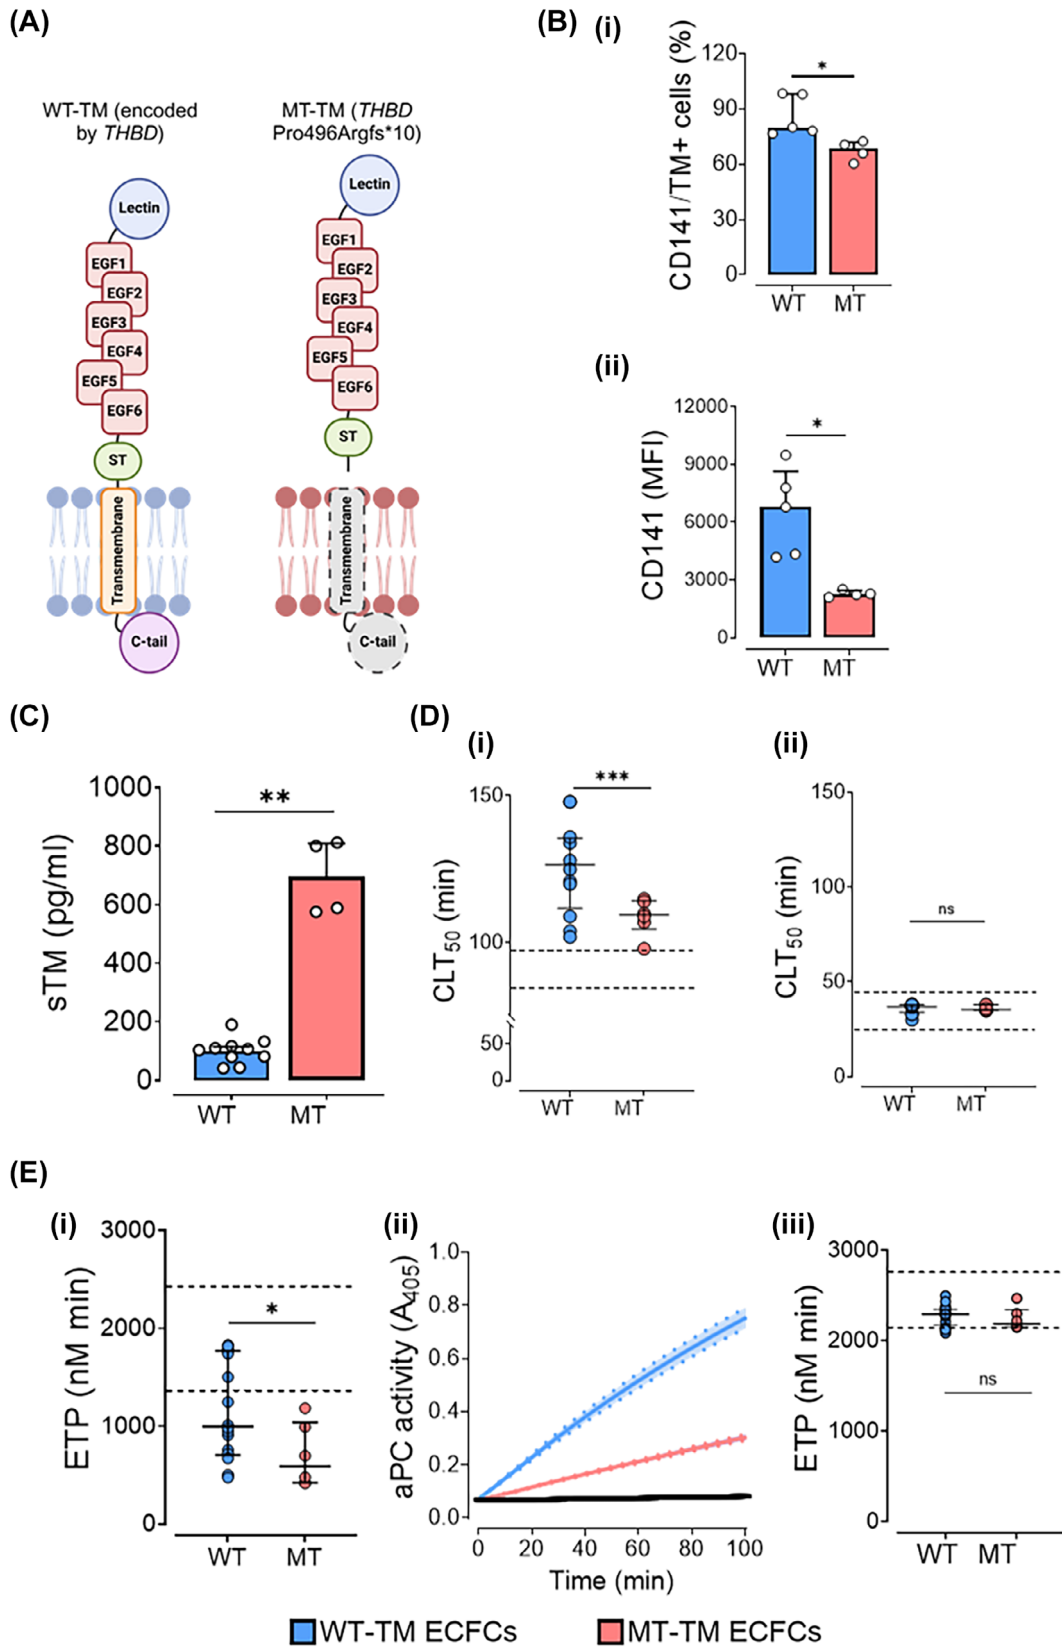 (A)
WT-TM (encoded
by THBD)
MT-TM (THBD
Pro496Argfs*10)
Lectin
EGF1
EGF2
EGF3
EGF4
EGF5
EGF6
ST
Transmembrane
C-tail
Lectin
EGF1
EGF2
EGF3
EGF4
EGF5
EGF6
ST
Transmembrane
C-tail
(B)
(i)
CD141/TM+ cells (%)
120
90
60
30
0
*
WT MT
(ii)
CD141 (MFI)
12000
9000
6000
3000
0
*
WT MT
(C)
sTM (pg/ml)
1000
800
600
400
200
0
**
WT MT
(D)
(i)
CLT50 (min)
150
100
50
0
***
WT MT
(ii)
CLT50 (min)
150
100
50
0
ns
WT MT
(E)
(i)
ETP (nM min)
3000
2000
1000
0
*
WT MT
(ii)
aPC activity (A405)
1.0
0.8
0.6
0.4
0.2
0.0
0 20 40 60 80 100
Time (min)
(iii)
ETP (nM min)
3000
2000
1000
0
ns
WT MT
WT-TM ECFCs MT-TM ECFCs